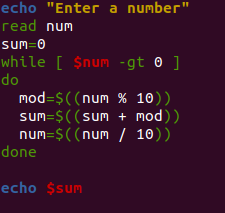 echo "Enter a number"
read num
sum=0
while [ $num -gt 0 ]
do
  mod=$((num % 10))
  sum=$((sum + mod))
  num=$((num / 10))
done

echo $sum